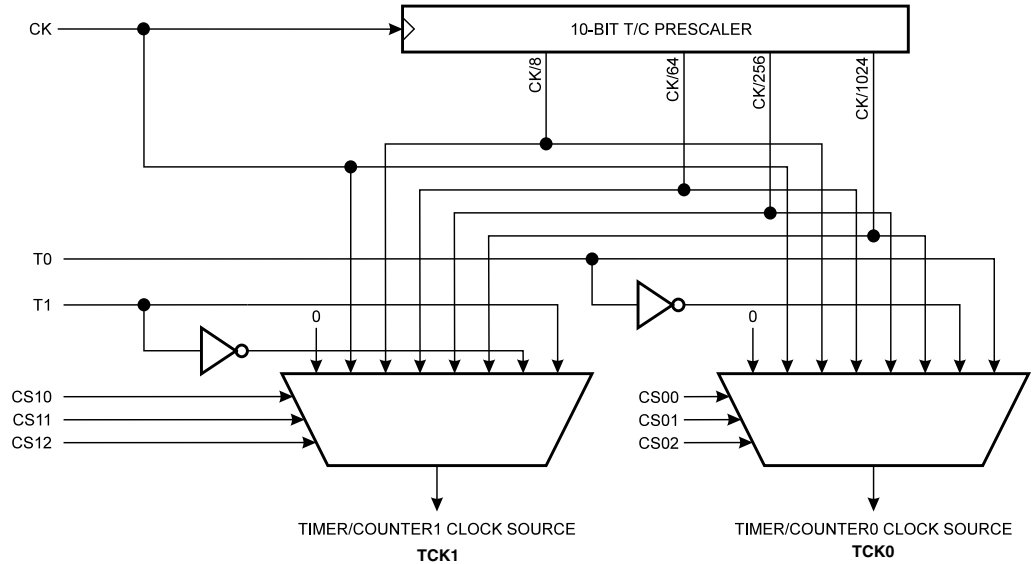 CK
10-BIT T/C PRESCALER
CK/8
CK/64
CK/256
CK/1024
T0
T1
0
0
CS10
CS11
CS12
CS00
CS01
CS02
TIMER/COUNTER1 CLOCK SOURCE
TCK1
TIMER/COUNTER0 CLOCK SOURCE
TCK0